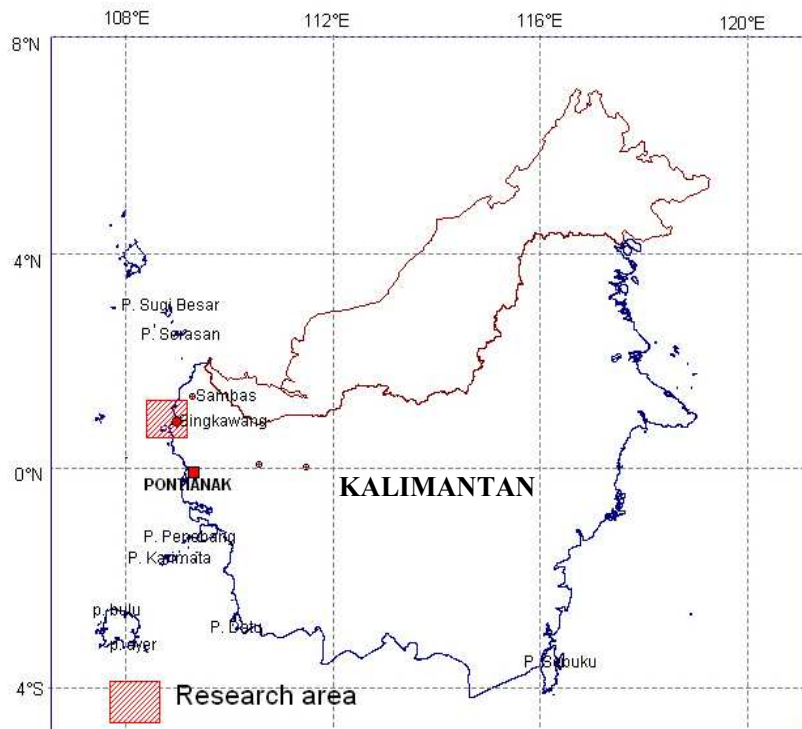 108°E 112°E 116°E 120°E
8°N
4°N
P. Sugi Besar
P. Serasan
Sambas
Singkawang
0°N
PONTIANAK
KALIMANTAN
P. Penebang
P. Karimata
p. bulu
P. Datu
p. ayer
P. Sebuku
4°S
Research area